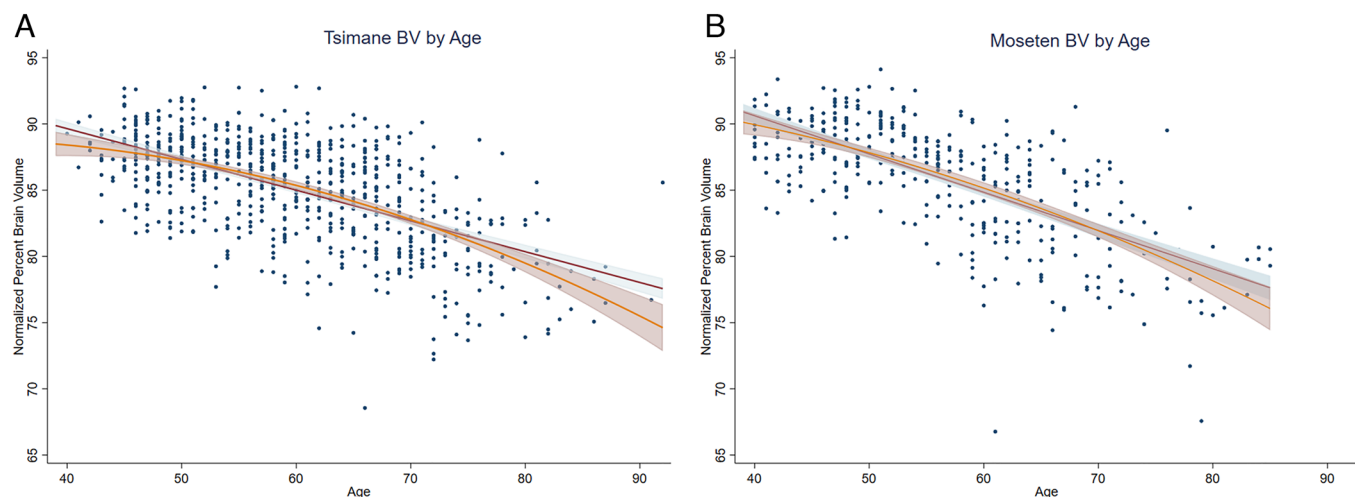 A
Tsimane BV by Age
Normalized Percent Brain Volume
95
90
85
80
75
70
65
40 50 60 70 80 90
Age
B
Moseten BV by Age
Normalized Percent Brain Volume
95
90
85
80
75
70
65
40 50 60 70 80 90
Age